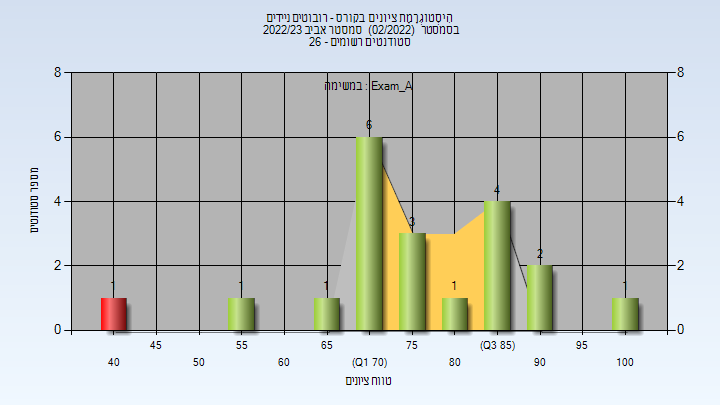 היסטוגרמת ציונים בקורס - רובוטים ניידים
בסמסטר (02/2022) סמסטר אביב 2022/23
סטודנטים רשומים - 26
במשימה : Exam_A
8 8
6 6
4 4
2 2
0 0
1 1 1 6 3 1 4 2 1
מספר סטודנטים
45 55 65 75 (Q3 85) 95
40 50 60 (Q1 70) 80 90 100
טווח ציונים